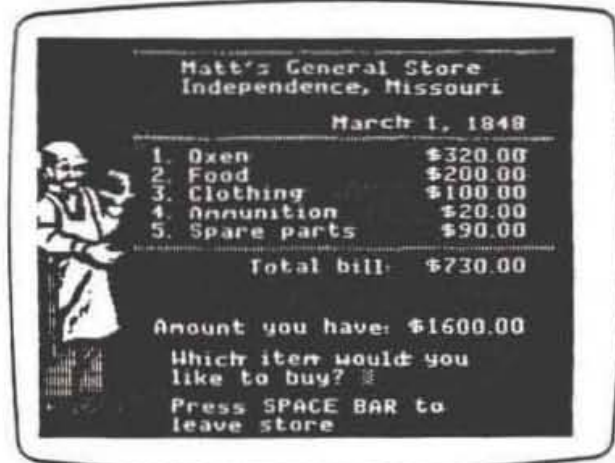 Matt's General Store
Independence, Missouri
March 1, 1848
1. Oxen $320.00
2. Food $200.00
3. Clothing $100.00
4. Ammunition $20.00
5. Spare parts $90.00
Total bill: $730.00
Amount you have: $1600.00
Which item would you
like to buy?
Press SPACE BAR to
leave store